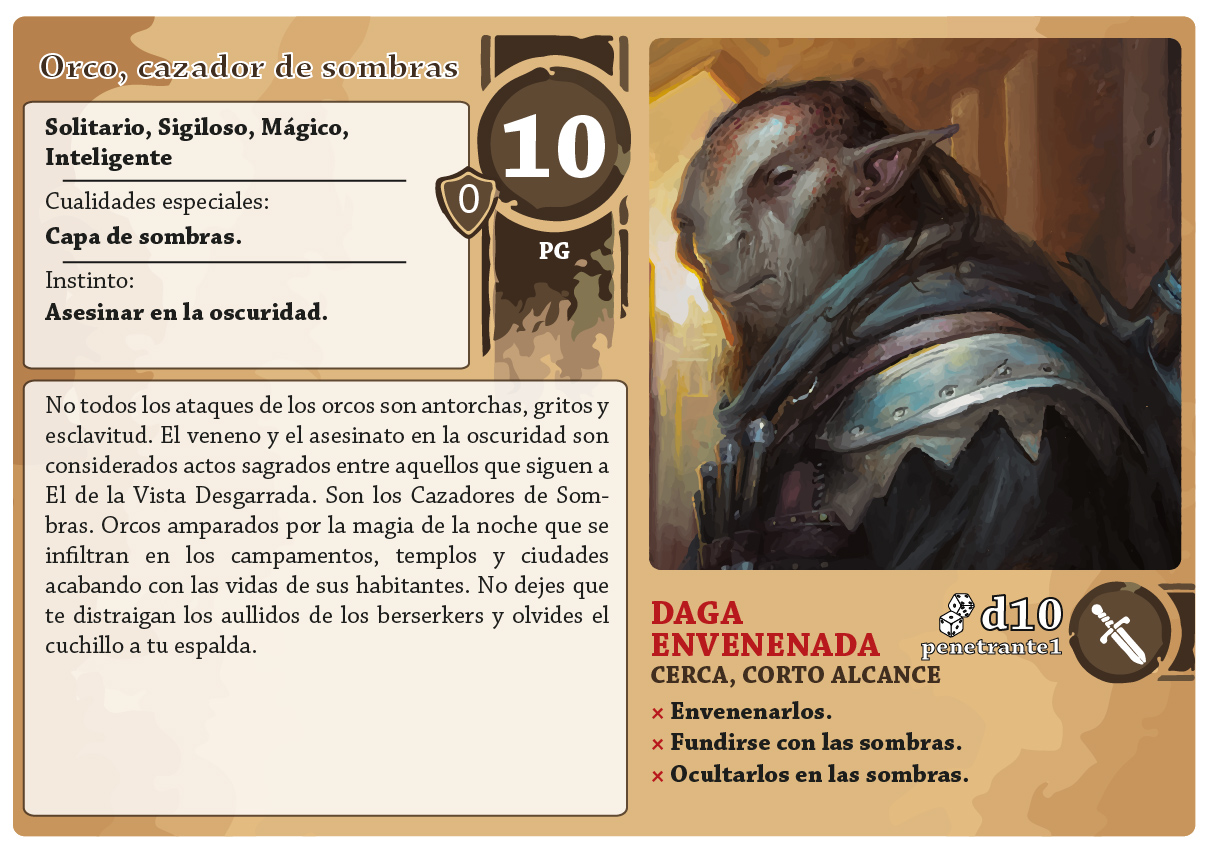 Orco, cazador de sombras
Solitario, Sigiloso, Mágico,
Inteligente
Cualidades especiales:
Capa de sombras.
Instinto:
Asesinar en la oscuridad.
10
0
PG
No todos los ataques de los orcos son antorchas, gritos y
esclavitud. El veneno y el asesinato en la oscuridad son
considerados actos sagrados entre aquellos que siguen a
El de la Vista Desgarrada. Son los Cazadores de Som-
bras. Orcos amparados por la magia de la noche que se
infiltran en los campamentos, templos y ciudades
acabando con las vidas de sus habitantes. No dejes que
te distraigan los aullidos de los berserkers y olvides el
cuchillo a tu espalda.
DAGA
ENVENENADA
d10
penetrante1
CERCA, CORTO ALCANCE
× Envenenarlos.
× Fundirse con las sombras.
× Ocultarlos en las sombras.